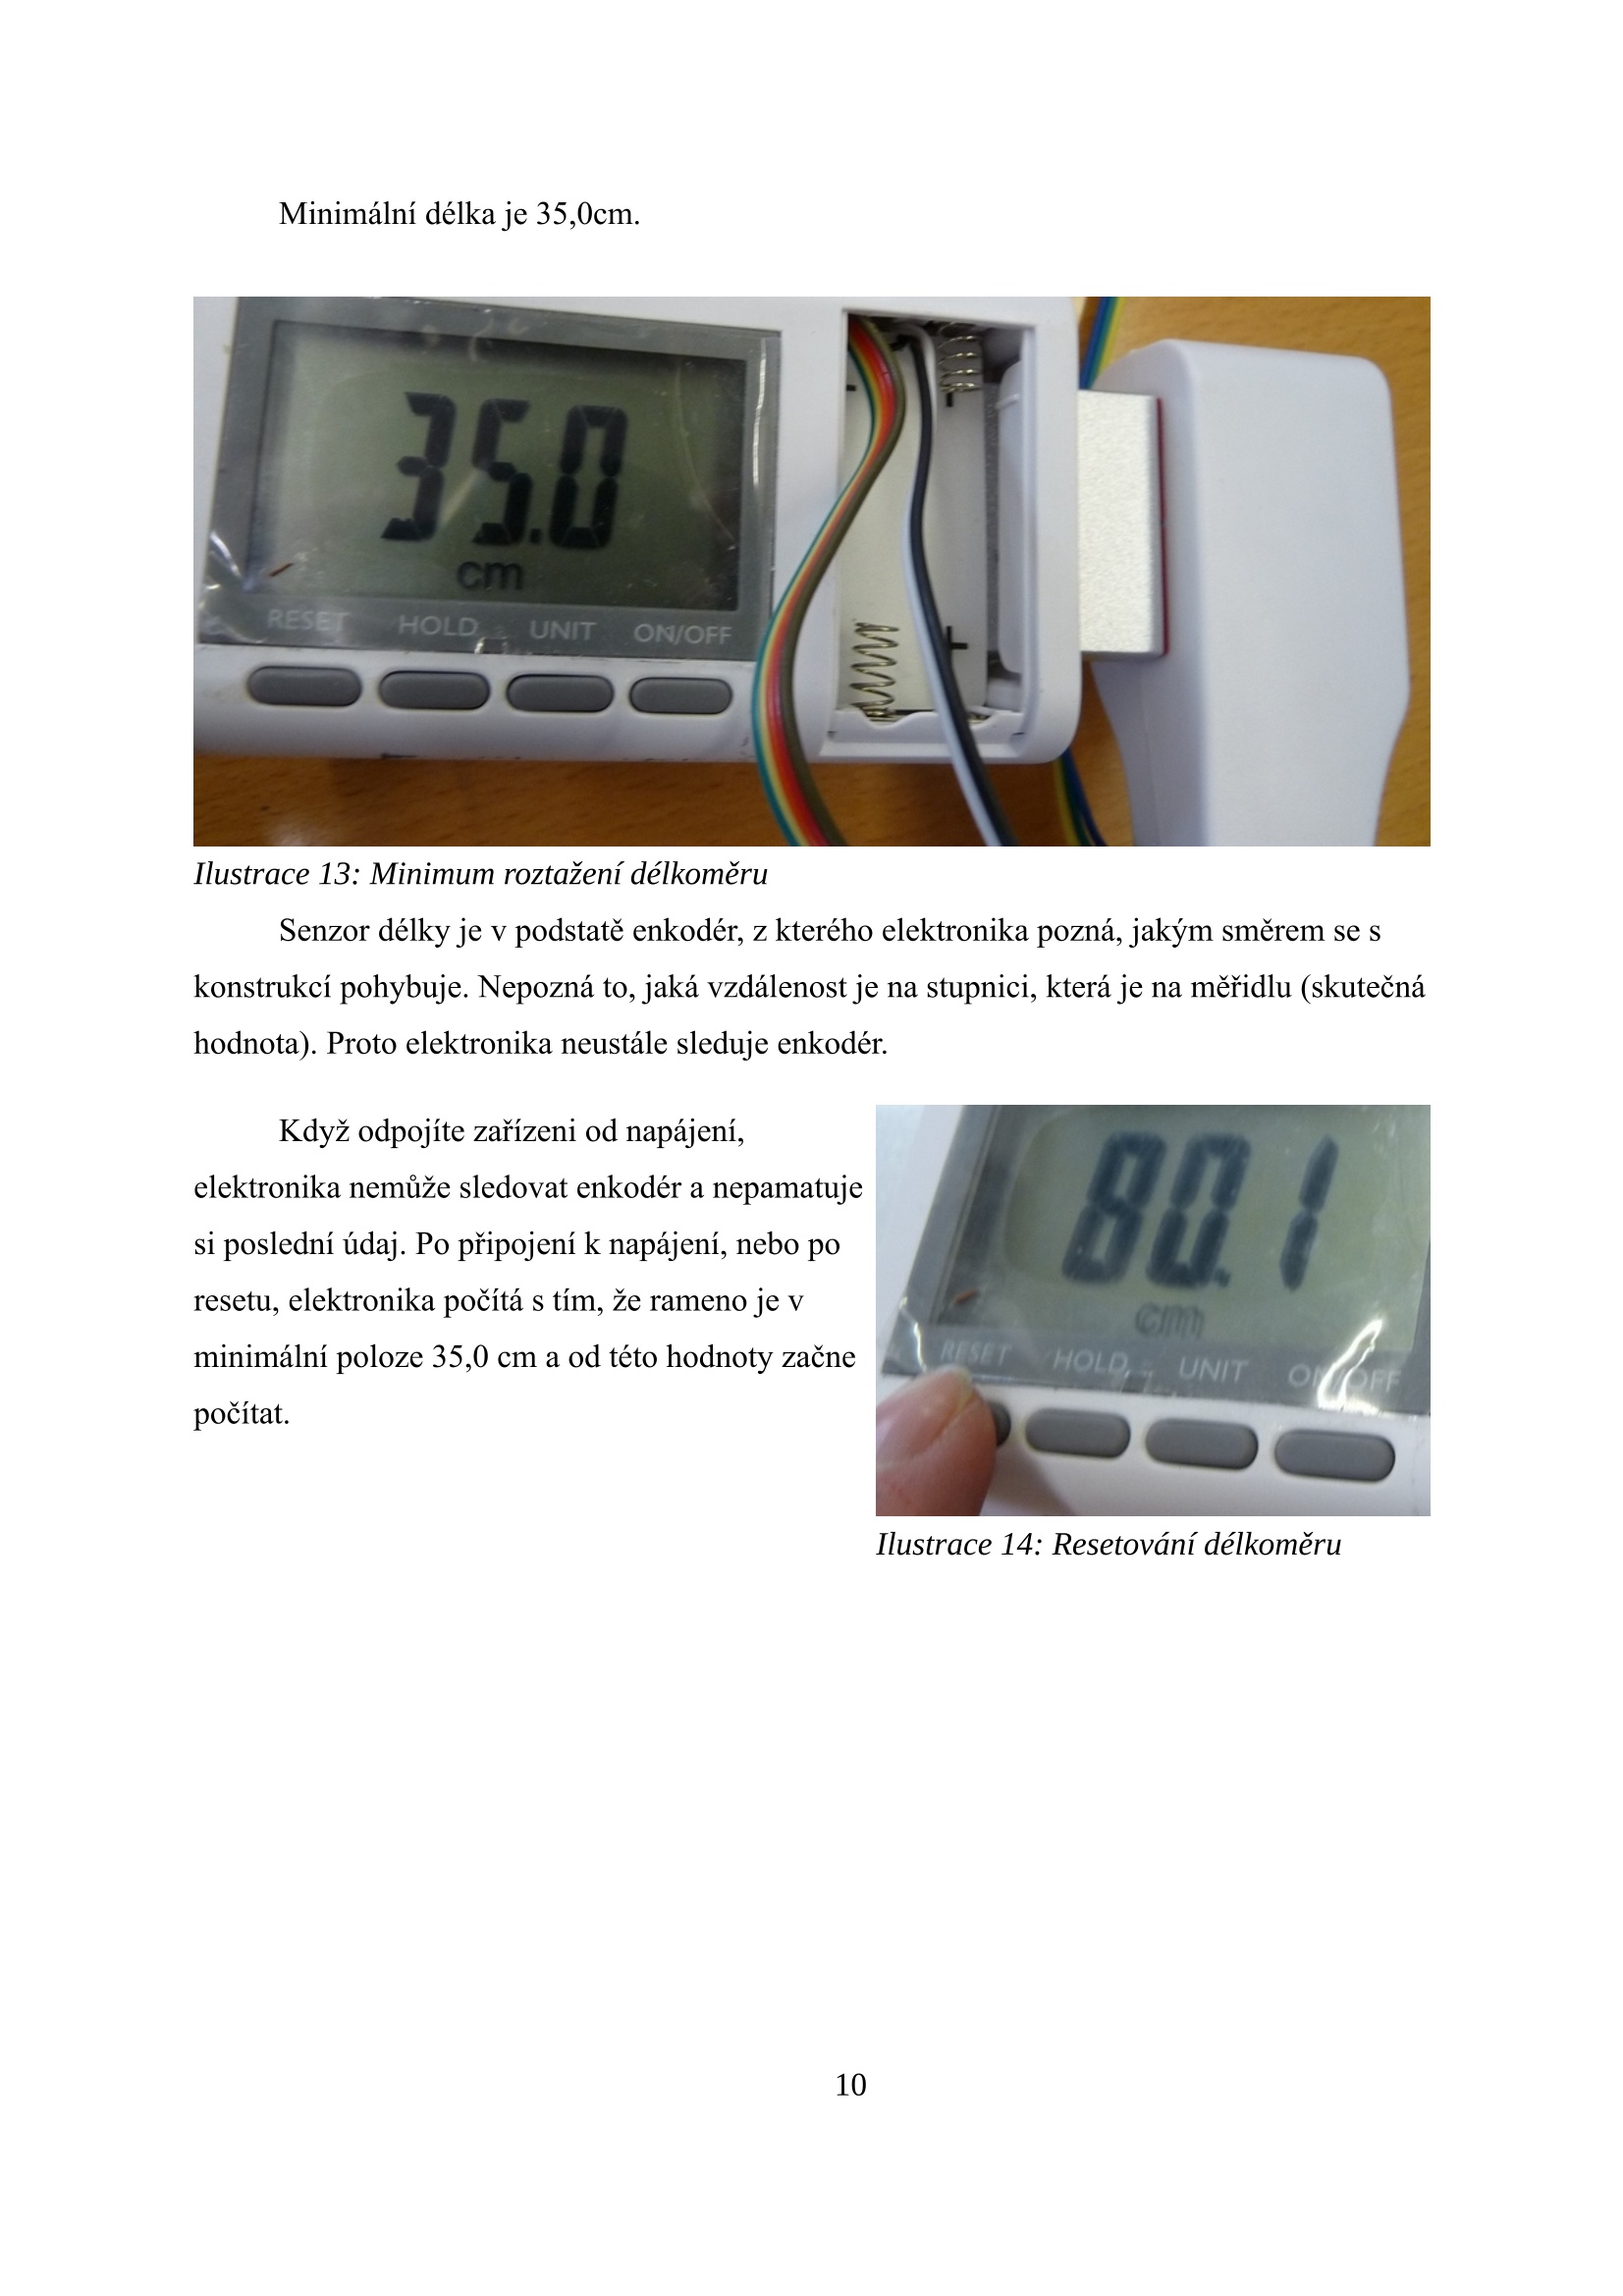 Minimální délka je 35,0cm.
35.0
cm
RESET HOLD UNIT ON/OFF
Ilustrace 13: Minimum roztažení délkoměru
Senzor délky je v podstatě enkodér, z kterého elektronika pozná, jakým směrem se s
konstrukcí pohybuje. Nepozná to, jaká vzdálenost je na stupnici, která je na měřidlu (skutečná
hodnota). Proto elektronika neustále sleduje enkodér.
Když odpojíte zařízeni od napájení,
elektronika nemůže sledovat enkodér a nepamatuje
si poslední údaj. Po připojení k napájení, nebo po
resetu, elektronika počítá s tím, že rameno je v
minimální poloze 35,0 cm a od této hodnoty začne
počítat.
80.1
cm
RESET HOLD UNIT ON/OFF
Ilustrace 14: Resetování délkoměru
10